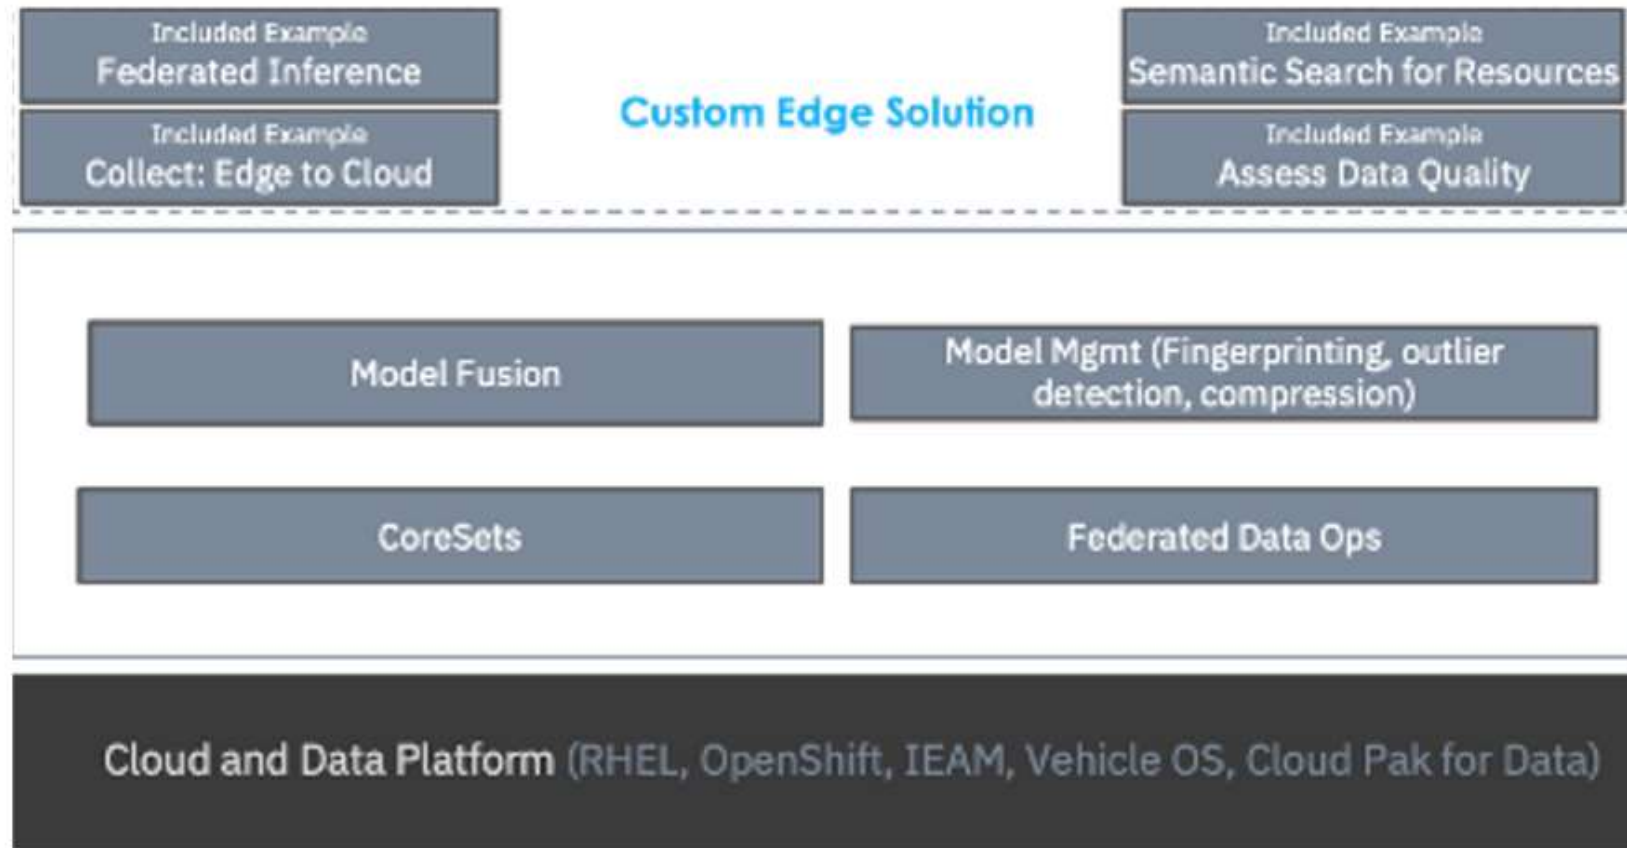 Included Example
Federated Inference
Included Example
Collect: Edge to Cloud
Custom Edge Solution
Included Example
Semantic Search for Resources
Included Example
Assess Data Quality
Model Fusion
Model Mgmt (Fingerprinting, outlier
detection, compression)
CoreSets
Federated Data Ops
Cloud and Data Platform (RHEL, OpenShift, IEAM, Vehicle OS, Cloud Pak for Data)